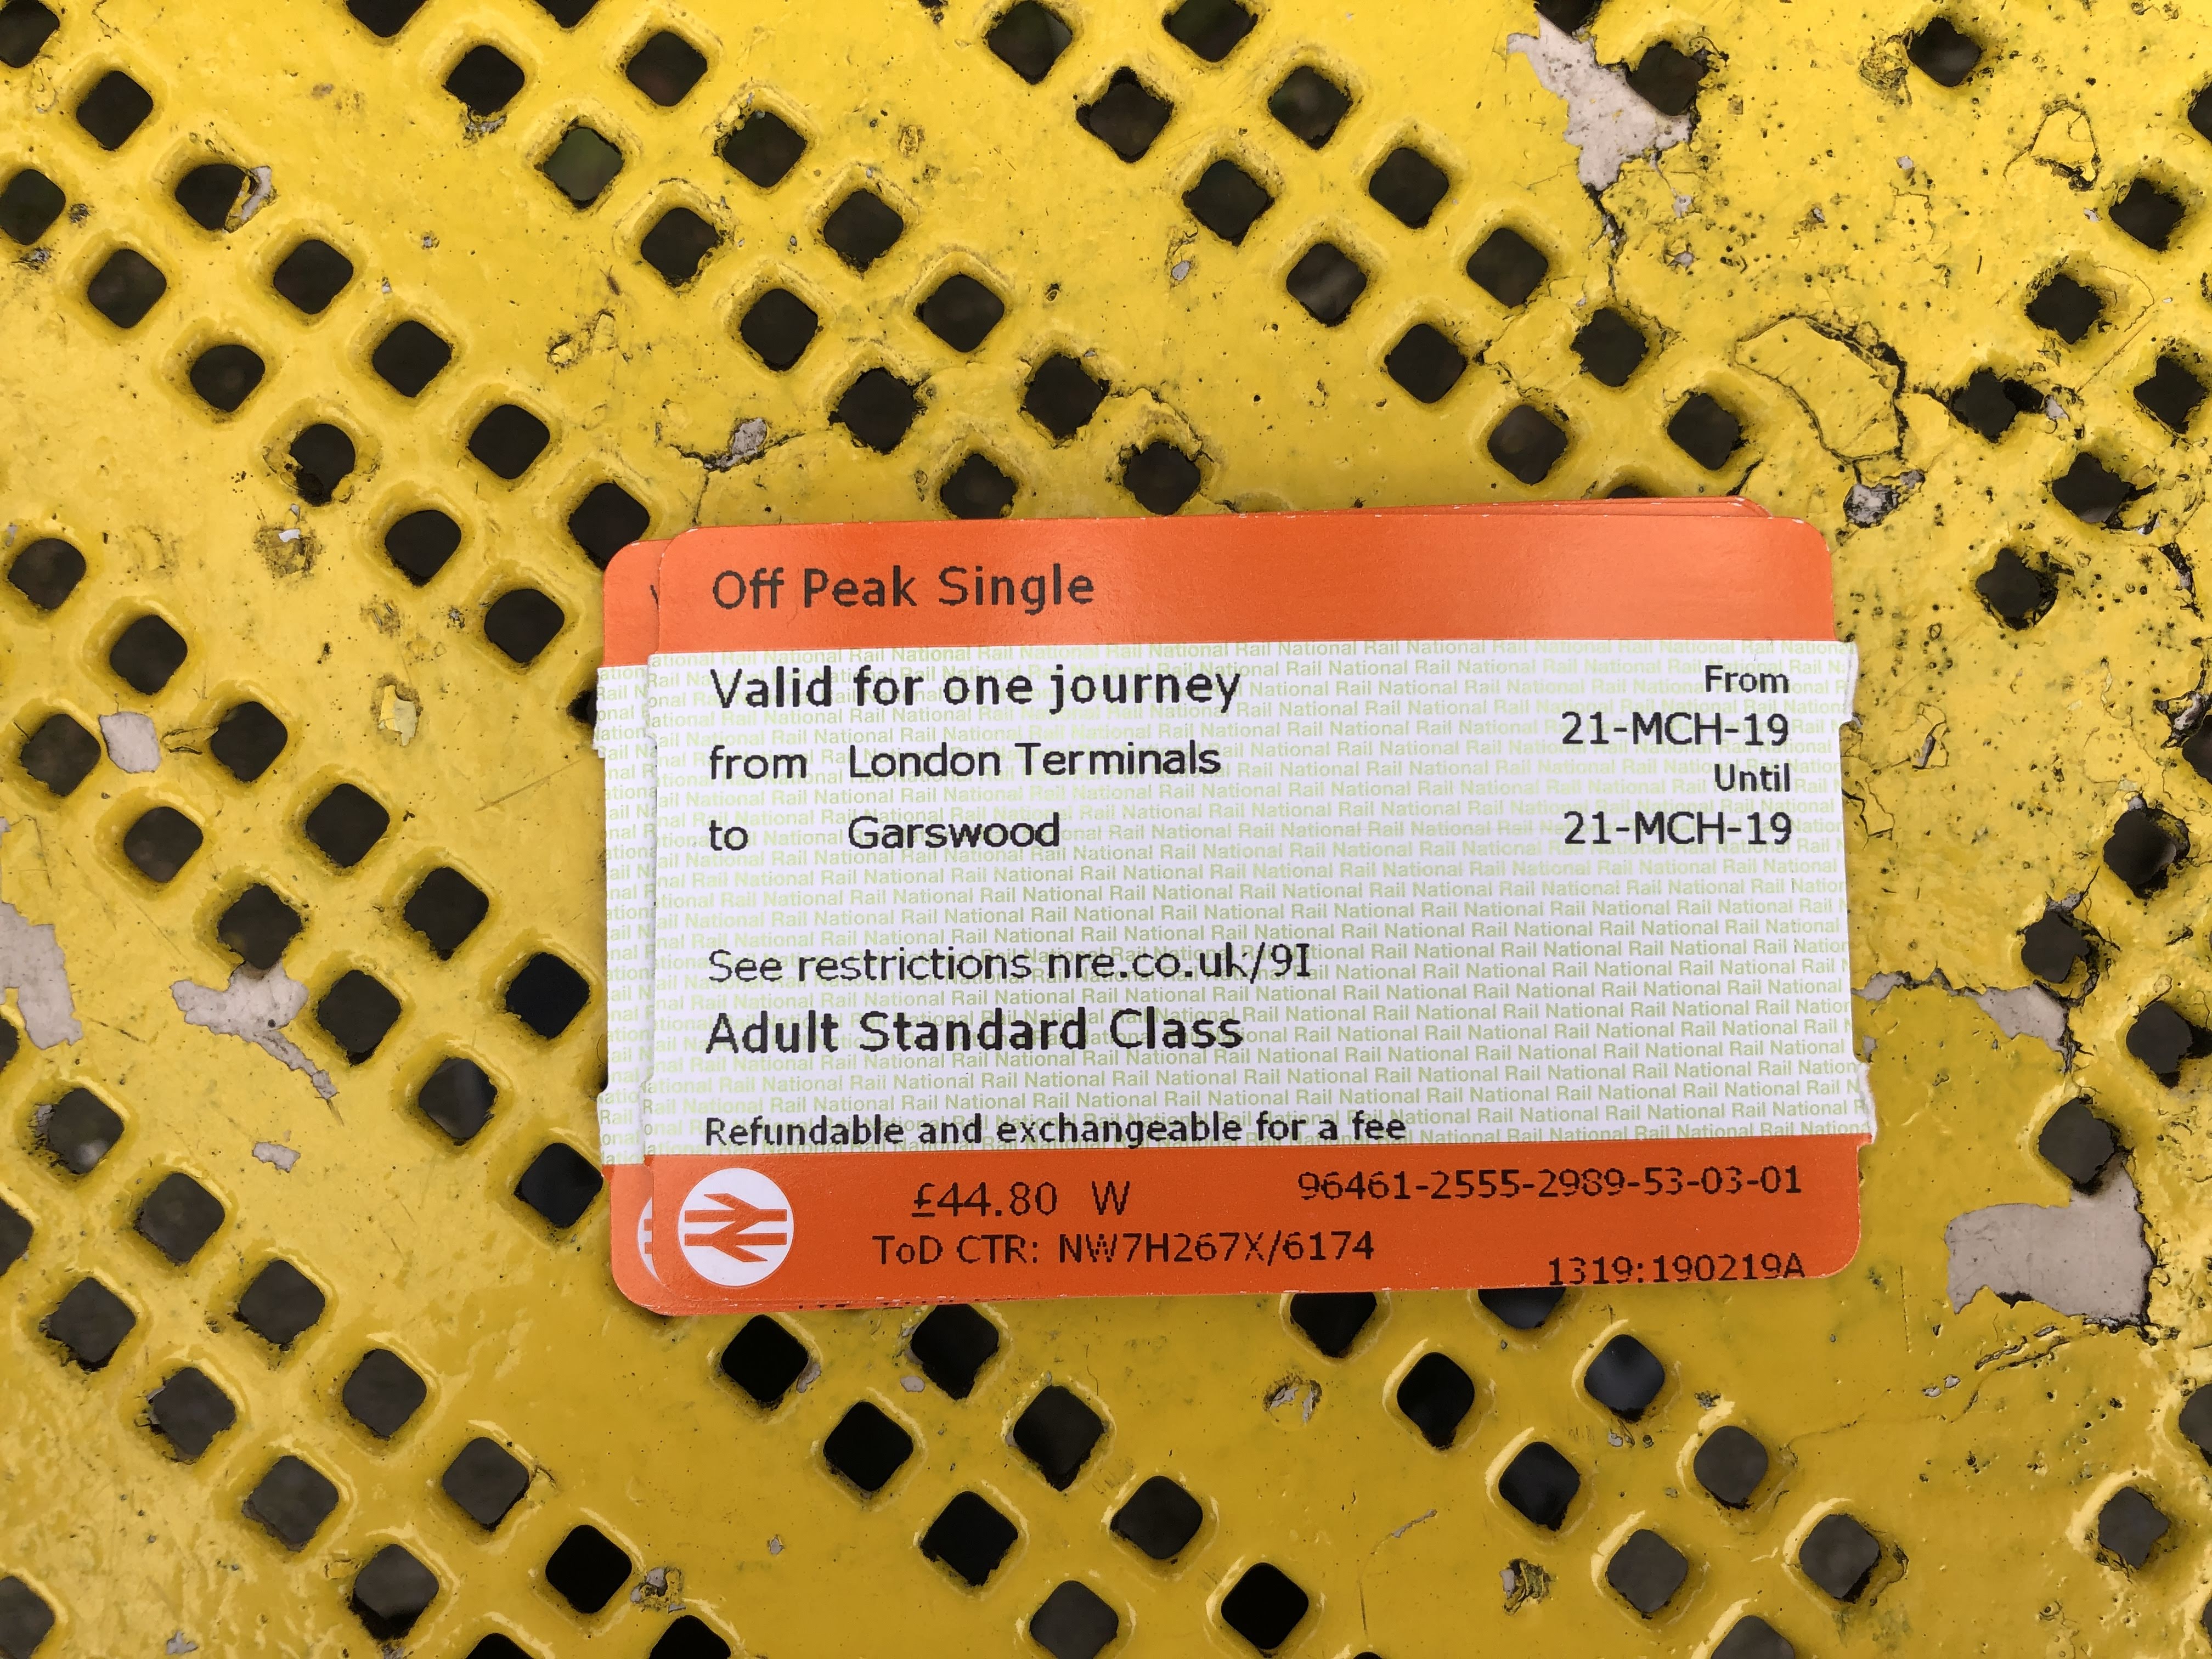 Off Peak Single
Valid for one journey
From
from London Terminals
21-MCH-19
Until
to Garswood
21-MCH-19
See restrictions nre.co.uk/9I
Adult Standard Class
Refundable and exchangeable for a fee
£44.80 W
96461-2555-2989-53-03-01
ToD CTR: NW7H267X/6174
1319:190219A